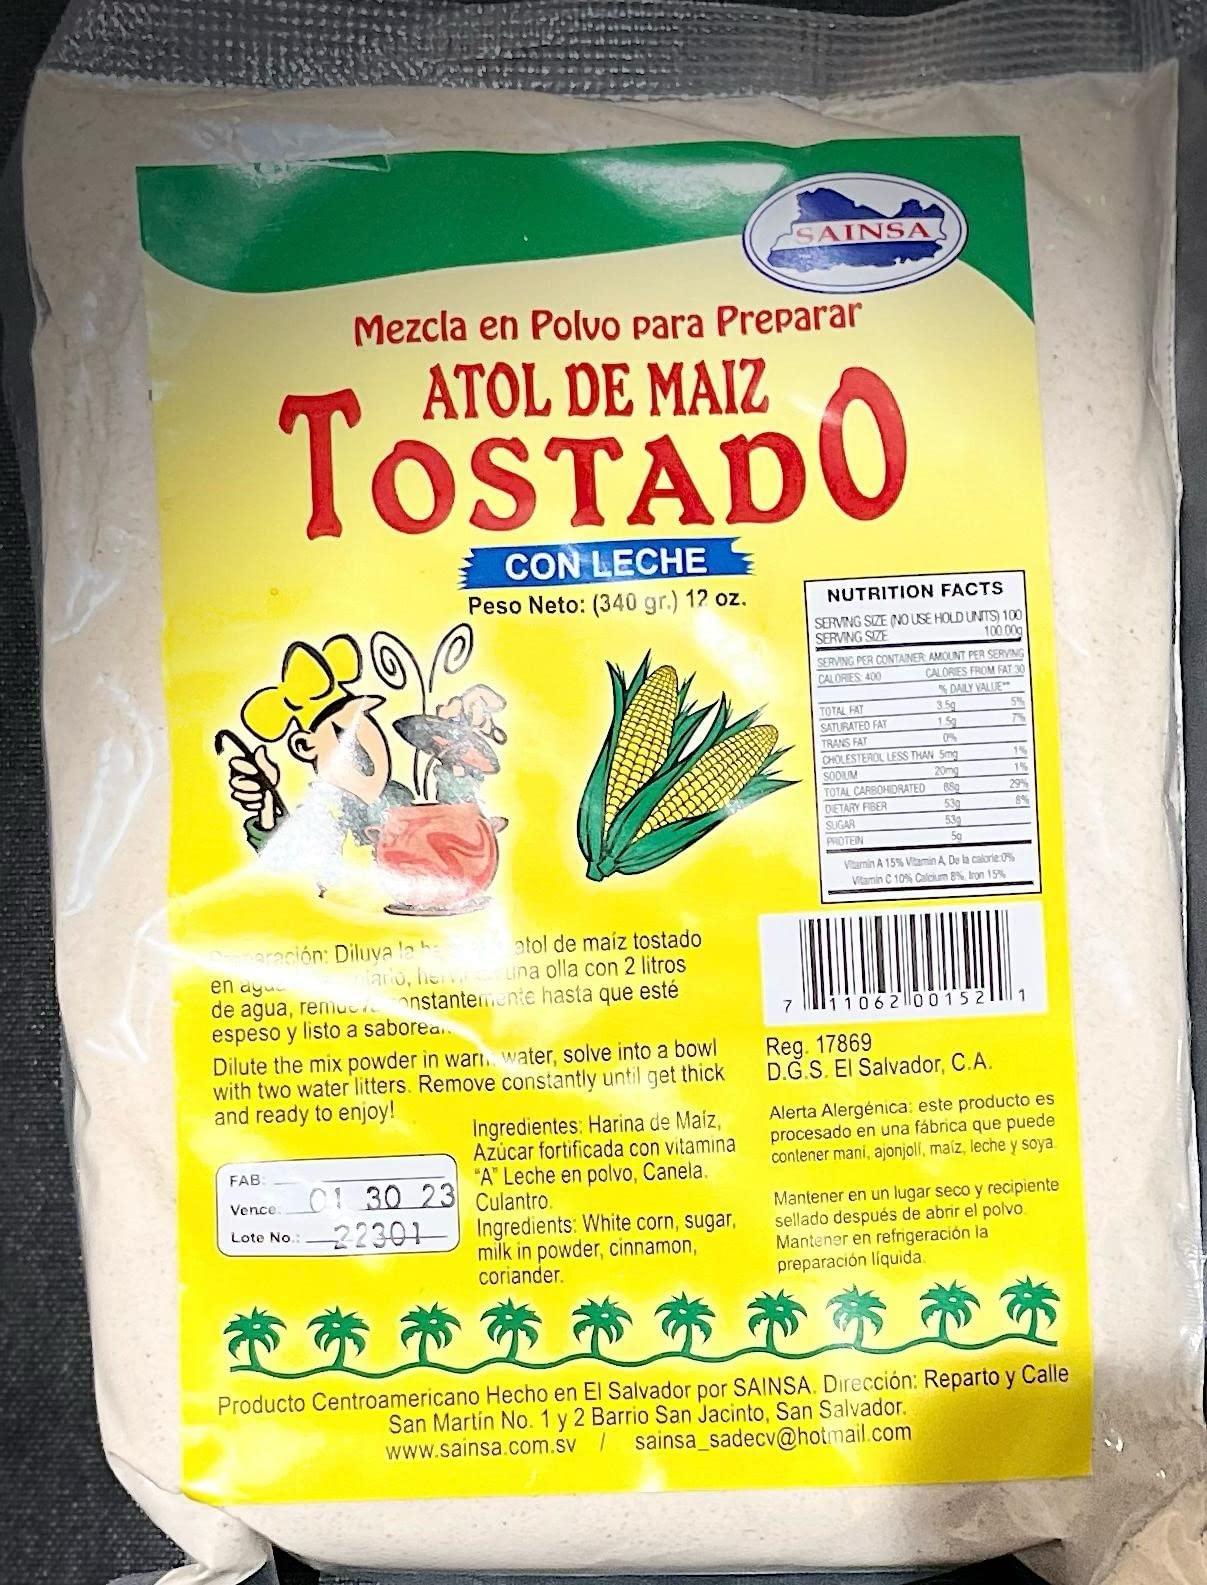 SAINSA
Mezcla en Polvo para Preparar
ATOL DE MAIZ
TOSTADO
CON LECHE
Peso Neto: (340 gr.) 12 oz.
NUTRITION FACTS
SERVING SIZE (NO USE HOLD UNITS) 100
SERVING SIZE 100.00g
SERVING PER CONTAINER: AMOUNT PER SERVING
CALORIES: 400 CALORIES FROM FAT 30
% DAILY VALUE**
TOTAL FAT 3.5g 5%
SATURATED FAT 1.5g 7%
TRANS FAT 0%
CHOLESTEROL LESS THAN 5mg 1%
SODIUM 20mg 1%
TOTAL CARBOHIDRATED 88g 29%
DIETARY FIBER 53g 8%
SUGAR 53g
PROTEIN 5g
Vitamin A 15% Vitamin A, De la calorie:0%
Vitamin C 10% Calcium 8%, Iron 15%
7 11062 00152 1
Diluya la atol de maíz tostado
en una olla con 2 litros
de agua, constantemente hasta que esté
espeso y listo a saborear.
Dilute the mix powder in warm water, solve into a bowl
with two water litters. Remove constantly until get thick
and ready to enjoy!
Reg. 17869
D.G.S. El Salvador, C.A.
Ingredientes: Harina de Maíz,
Azúcar fortificada con vitamina
"A" Leche en polvo, Canela.
Culantro.
Ingredients: White corn, sugar,
milk in powder, cinnamon,
coriander.
Alerta Alergénica: este producto es
procesado en una fábrica que puede
contener maní, ajonjolí, maíz, leche y soya.
FAB:
Vence: 01 30 23
Lote No.: 22301
Mantener en un lugar seco y recipiente
sellado después de abrir el polvo.
Mantener en refrigeración la
preparación líquida.
Producto Centroamericano Hecho en El Salvador por SAINSA. Dirección: Reparto y Calle
San Martín No. 1 y 2 Barrio San Jacinto, San Salvador.
www.sainsa.com.sv / sainsa_sadecv@hotmail.com